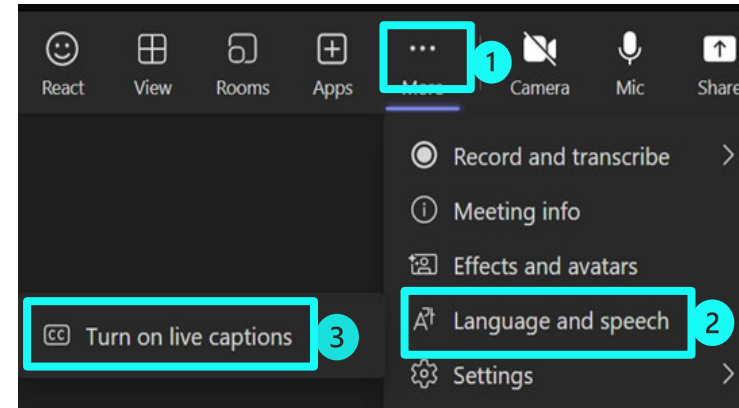 React View Rooms Apps More 1 Camera Mic Share
Record and transcribe
Meeting info
Effects and avatars
Language and speech 2
CC Turn on live captions 3
Settings